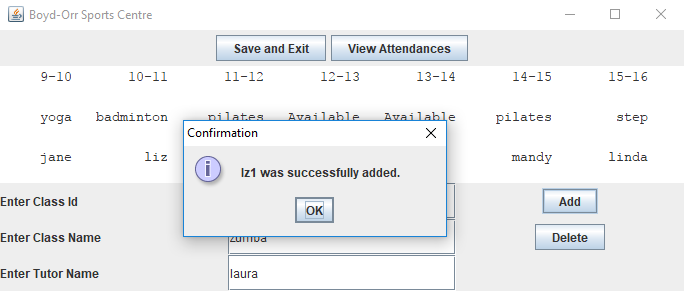 Boyd-Orr Sports Centre
Save and Exit View Attendances
9-10 10-11 11-12 12-13 13-14 14-15 15-16
yoga badminton pilates Available Available pilates step
Confirmation
jane liz mandy linda
lz1 was successfully added.
OK
Enter Class Id Add
Enter Class Name zumba Delete
Enter Tutor Name laura